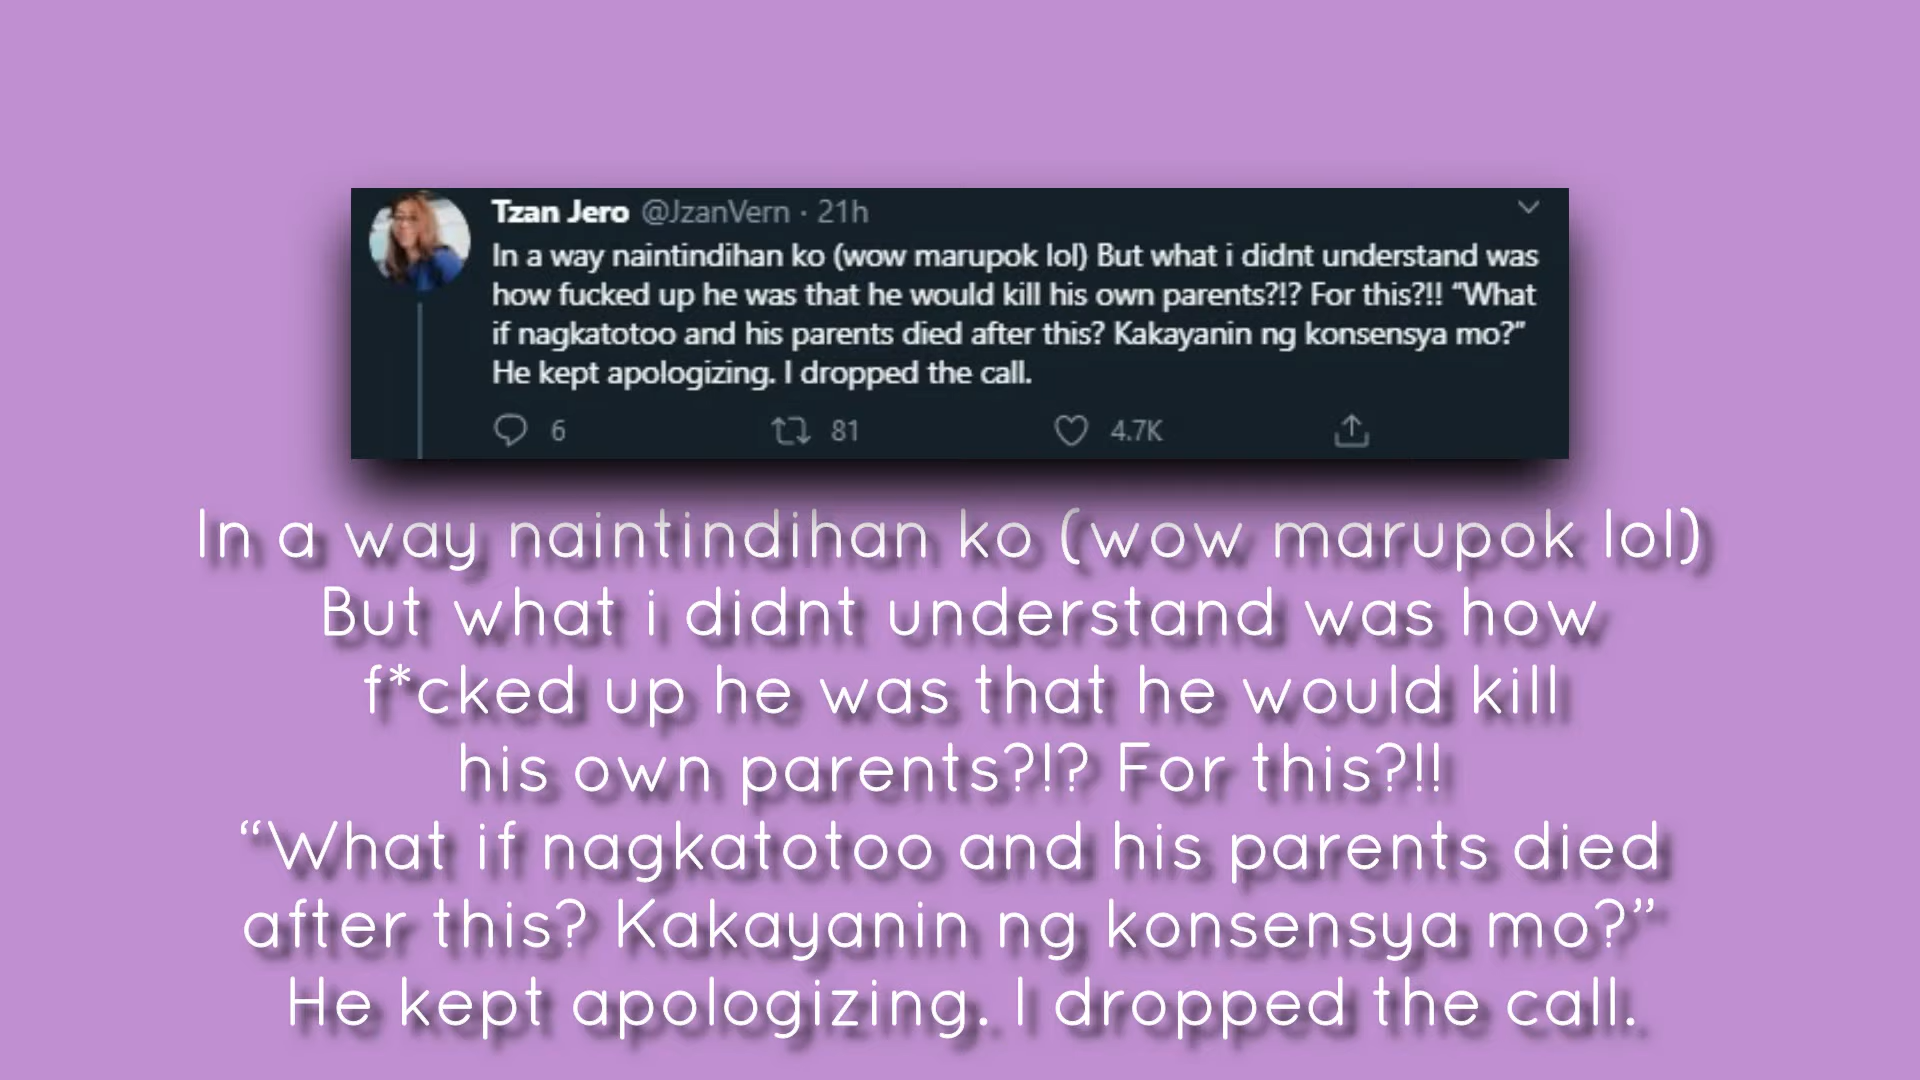 Tzan Jero @JzanVern · 21h
In a way naintindihan ko (wow marupok lol) But what i didnt understand was
how fucked up he was that he would kill his own parents?!? For this?!! “What
if nagkatotoo and his parents died after this? Kakayanin ng konsensya mo?”
He kept apologizing. I dropped the call.
6 81 4.7K
In a way naintindihan ko (wow marupok lol)
But what i didnt understand was how
f*cked up he was that he would kill
his own parents?!? For this?!!
“What if nagkatotoo and his parents died
after this? Kakayanin ng konsensya mo?”
He kept apologizing. I dropped the call.